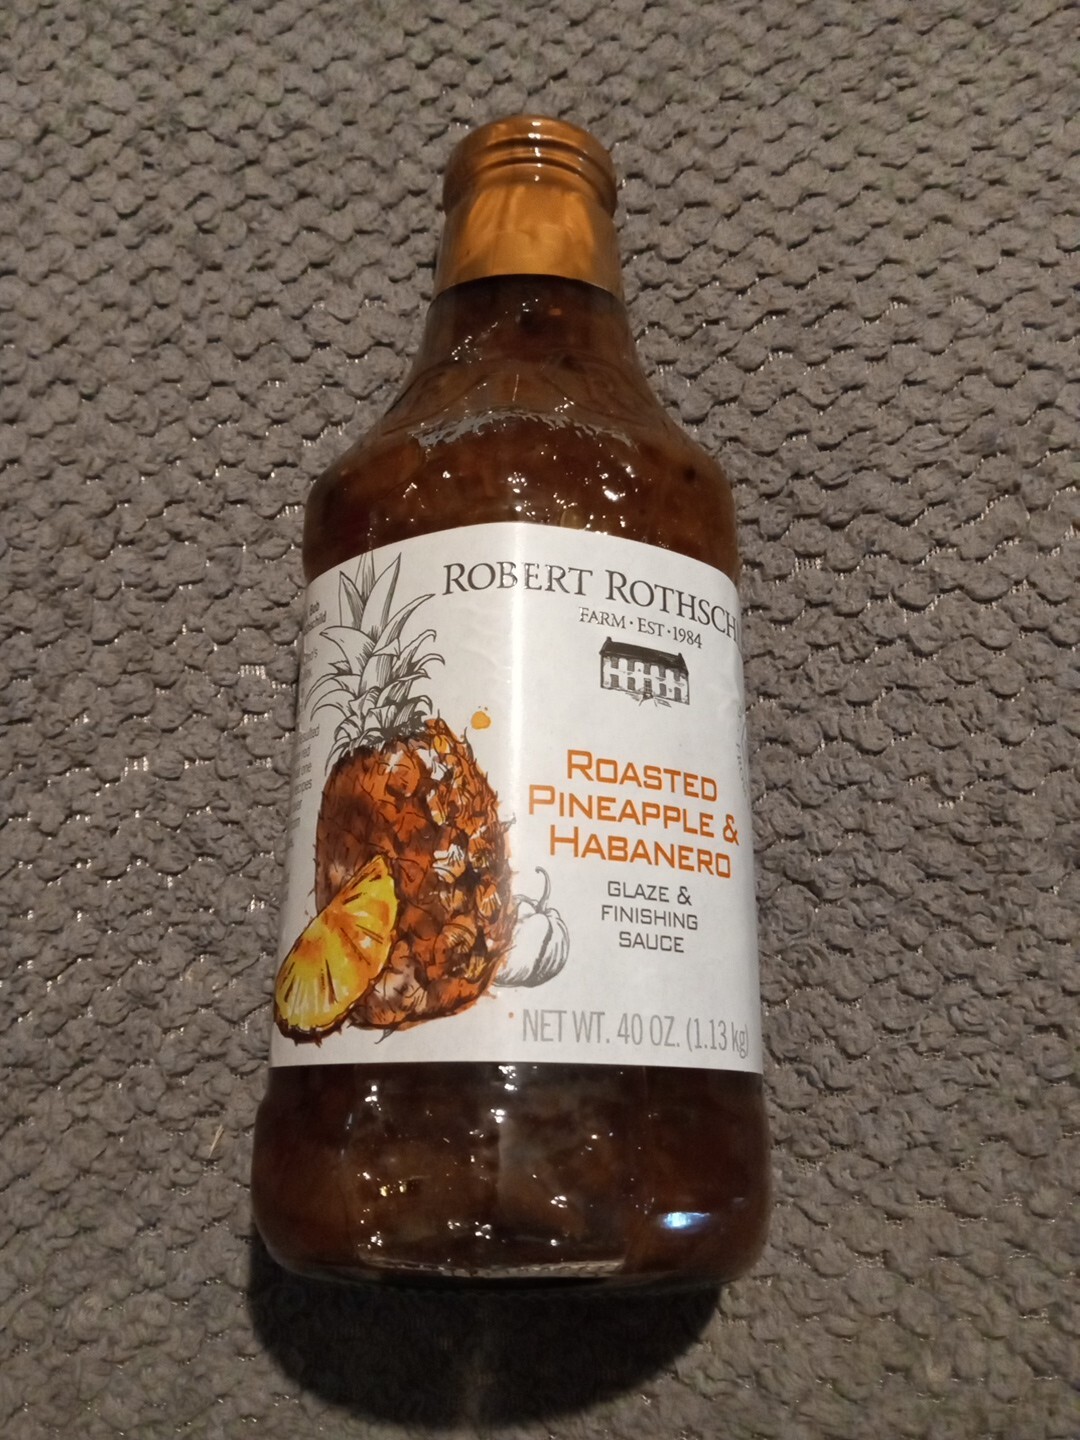 ROBERT ROTHSCH
FARM · EST · 1984
ROASTED
PINEAPPLE &
HABANERO
GLAZE &
FINISHING
SAUCE
NET WT. 40 OZ. (1.13 kg)